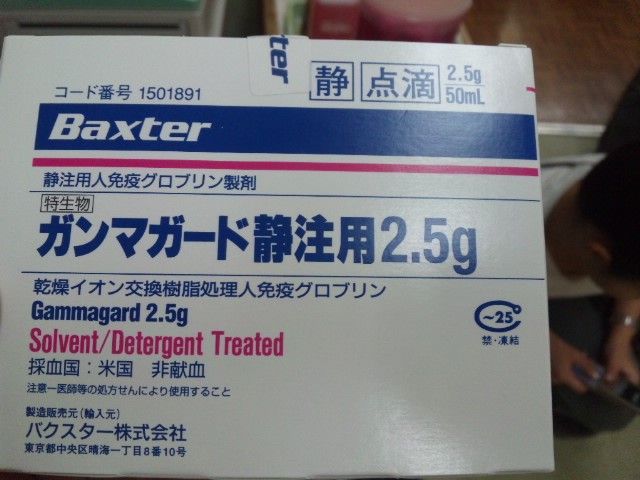 xter
コード番号 1501891
静 点滴 2.5g
50mL
Baxter
静注用人免疫グロブリン製剤
特生物
ガンマガード静注用2.5g
乾燥イオン交換樹脂処理人免疫グロブリン
Gammagard 2.5g
Solvent/Detergent Treated
~25°
禁・凍結
採血国：米国 非献血
注意－医師等の処方せんにより使用すること
製造販売元（輸入元）
バクスター株式会社
東京都中央区晴海一丁目8番10号